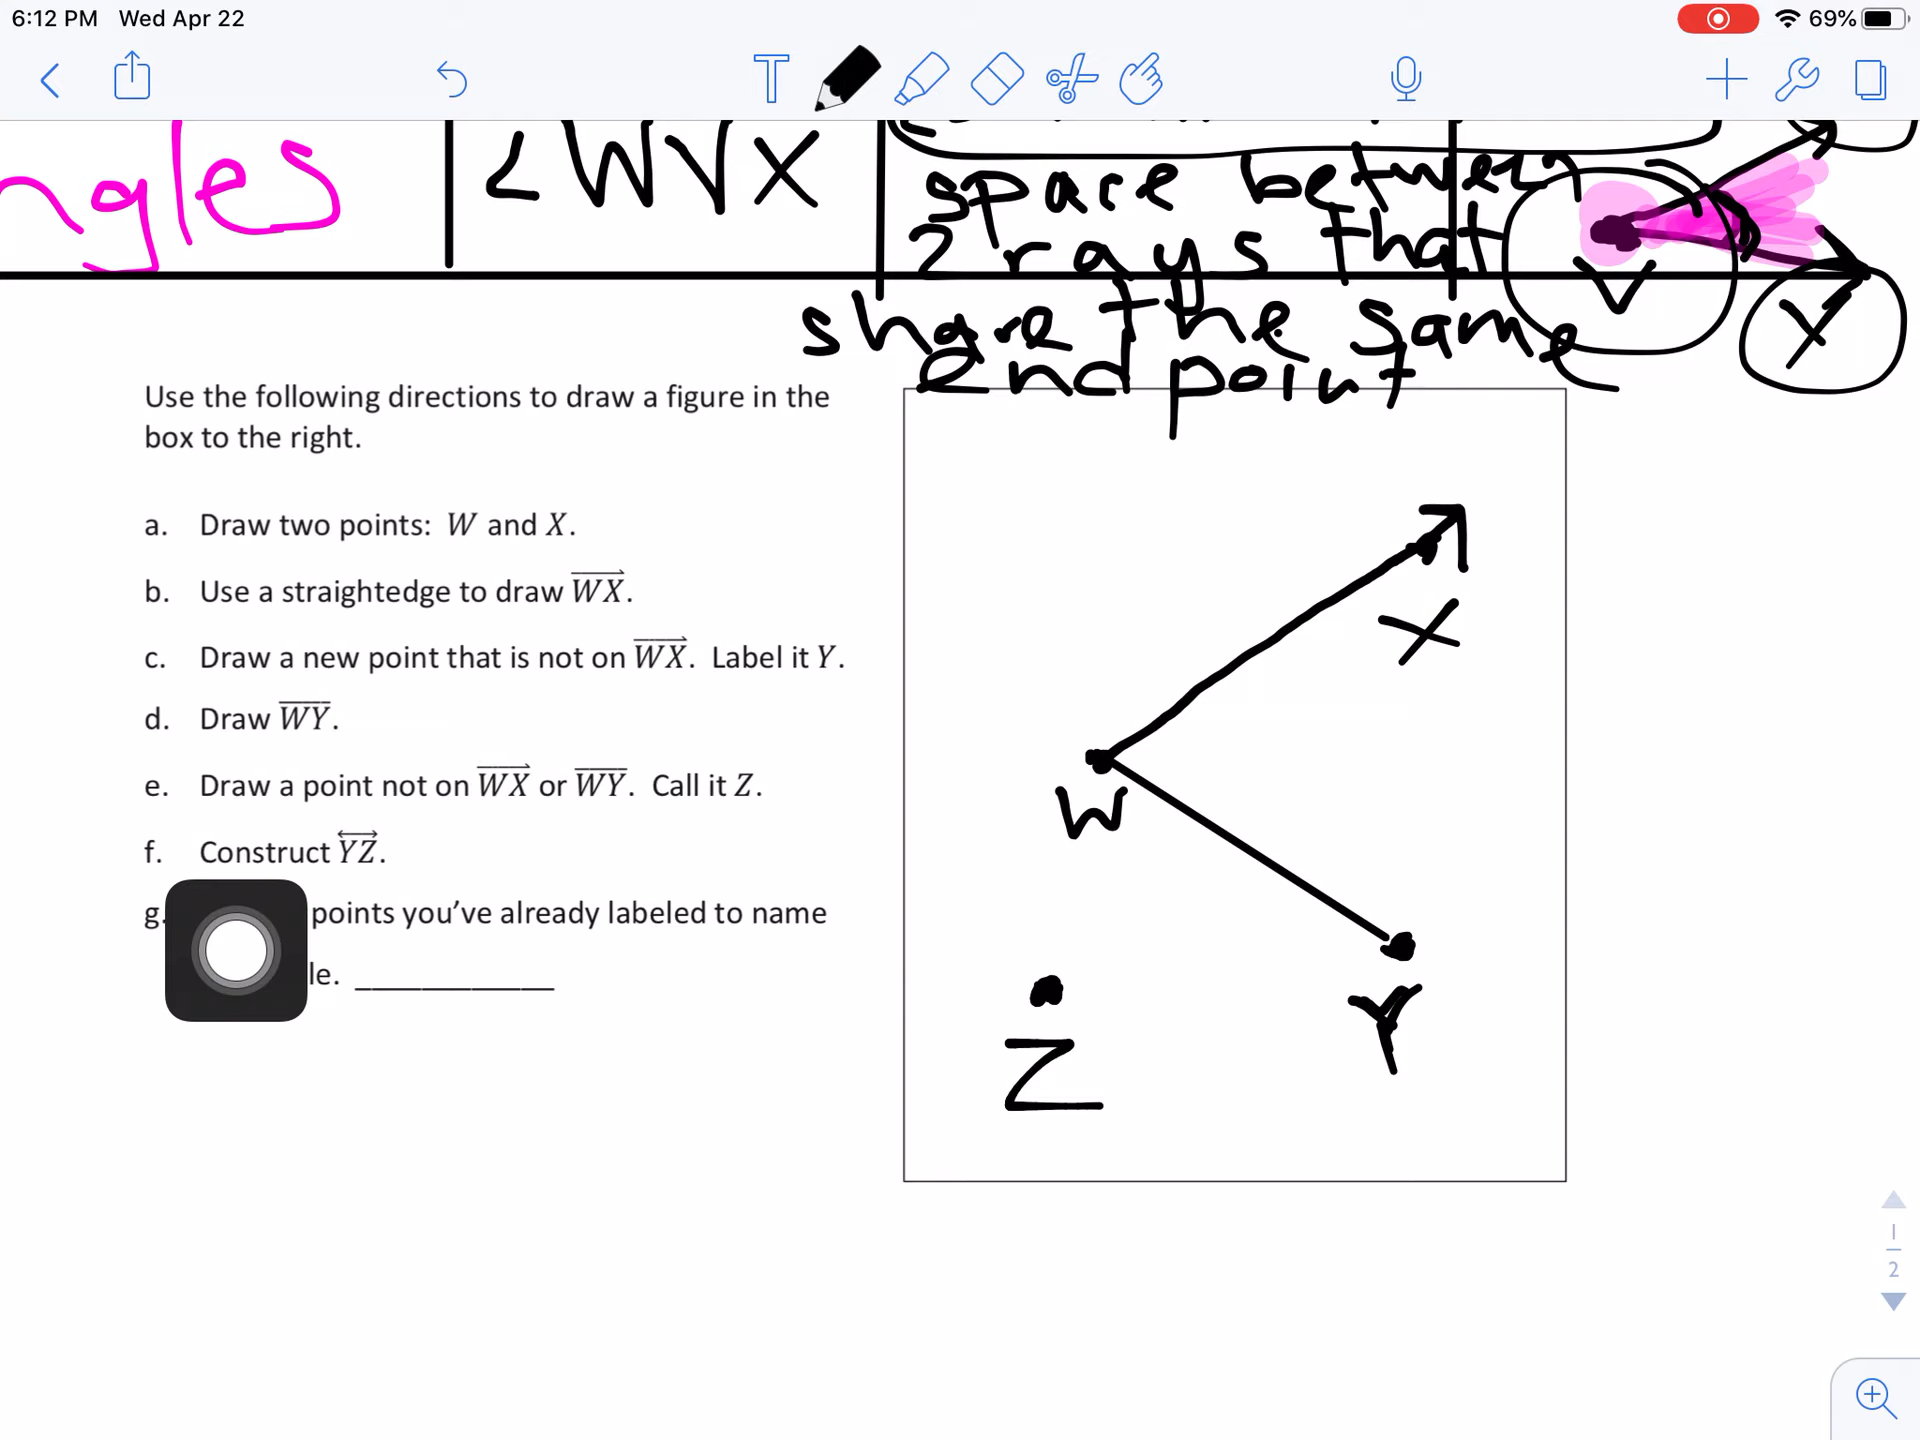 6:12 PM Wed Apr 22
69%
T
ngles
∠WVX
space between
2 rays that
share the same
endpoint
V
X
Use the following directions to draw a figure in the
box to the right.
a. Draw two points: W and X.
b. Use a straightedge to draw WX.
c. Draw a new point that is not on WX. Label it Y.
d. Draw WY.
e. Draw a point not on WX or WY. Call it Z.
f. Construct YZ.
g. points you've already labeled to name
le. ____________
X
W
Y
Z
1
2